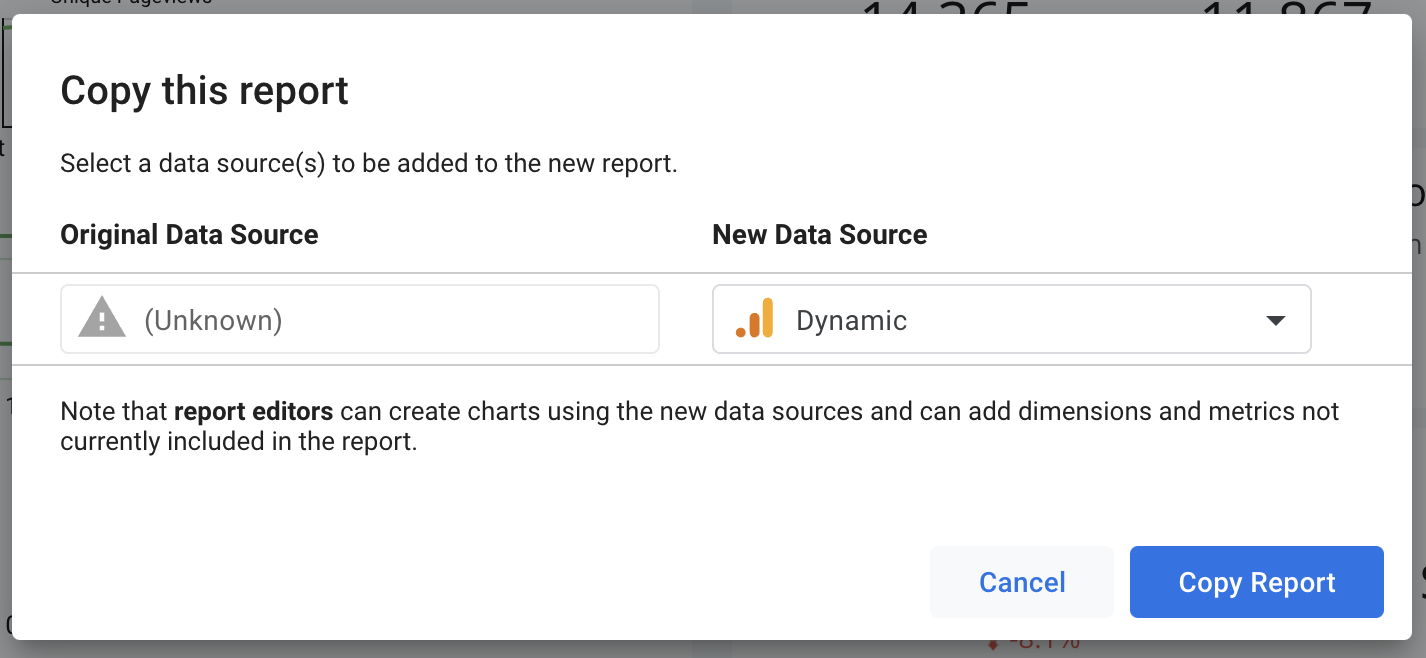 Unique Pageviews
14,265 11,867
Copy this report
Select a data source(s) to be added to the new report.
Original Data Source New Data Source
(Unknown) Dynamic
Note that report editors can create charts using the new data sources and can add dimensions and metrics not
currently included in the report.
Cancel Copy Report
-8.1%